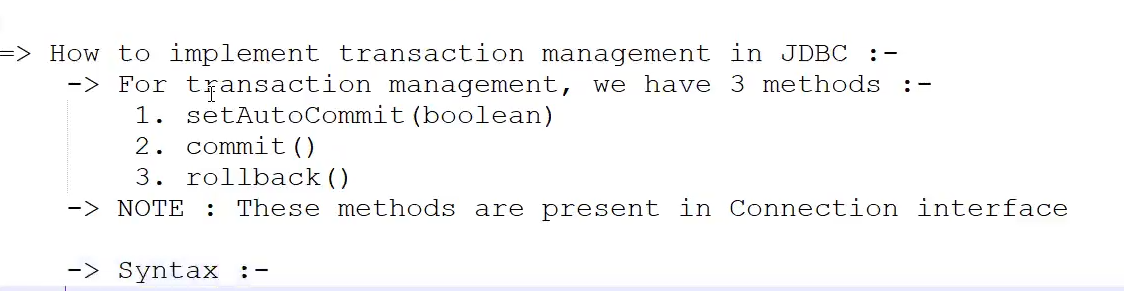 => How to implement transaction management in JDBC :-
-> For transaction management, we have 3 methods :-
1. setAutoCommit(boolean)
2. commit()
3. rollback()
-> NOTE : These methods are present in Connection interface
-> Syntax :-